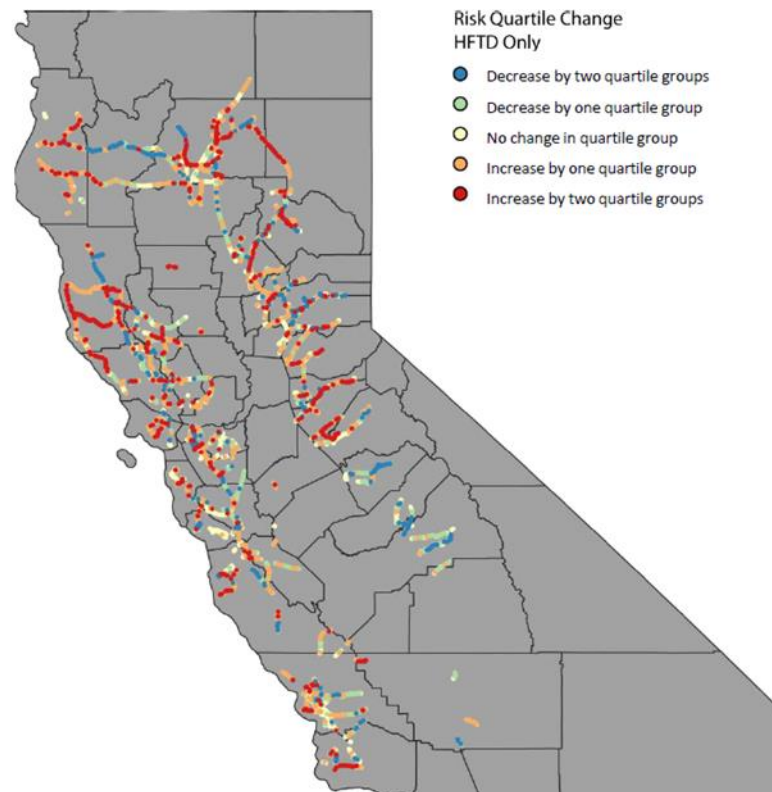 Risk Quartile Change
HFTD Only
Decrease by two quartile groups
Decrease by one quartile group
No change in quartile group
Increase by one quartile group
Increase by two quartile groups